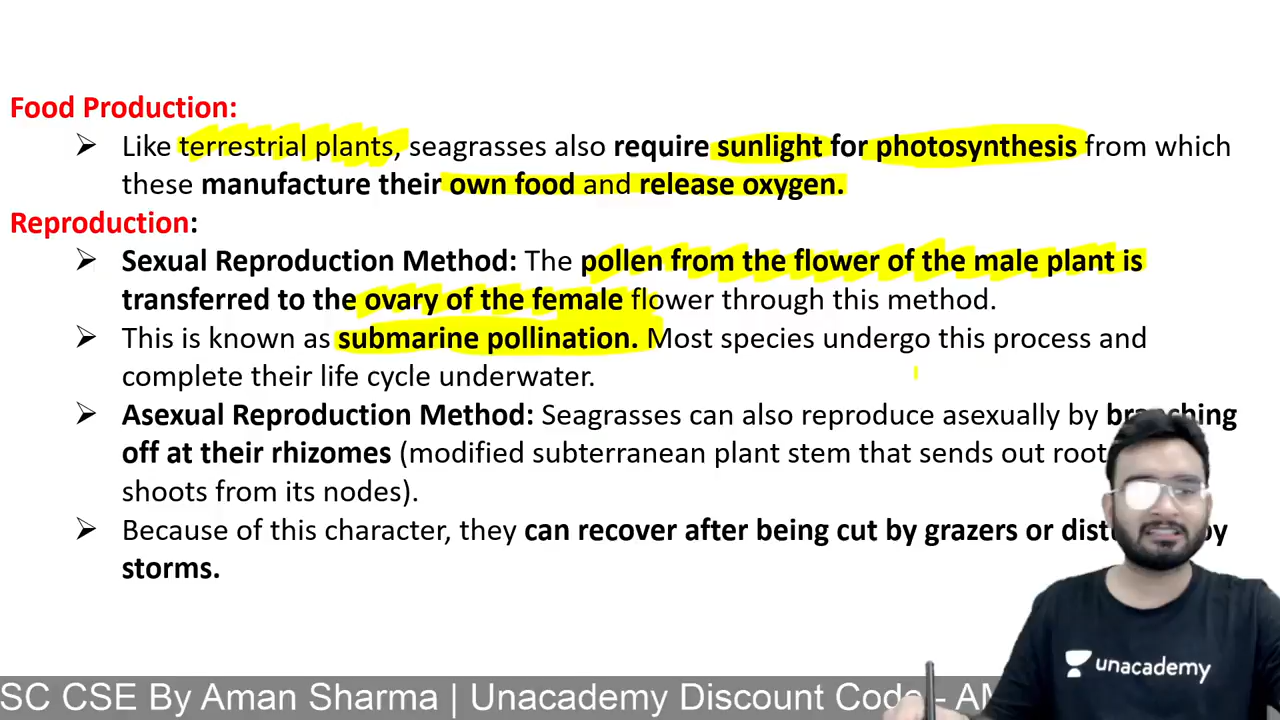 Food Production:
➢ Like terrestrial plants, seagrasses also require sunlight for photosynthesis from which
these manufacture their own food and release oxygen.
Reproduction:
➢ Sexual Reproduction Method: The pollen from the flower of the male plant is
transferred to the ovary of the female flower through this method.
➢ This is known as submarine pollination. Most species undergo this process and
complete their life cycle underwater.
➢ Asexual Reproduction Method: Seagrasses can also reproduce asexually by branching
off at their rhizomes (modified subterranean plant stem that sends out root
shoots from its nodes).
➢ Because of this character, they can recover after being cut by grazers or by
storms.
unacademy
SC CSE By Aman Sharma | Unacademy Discount Code - AM